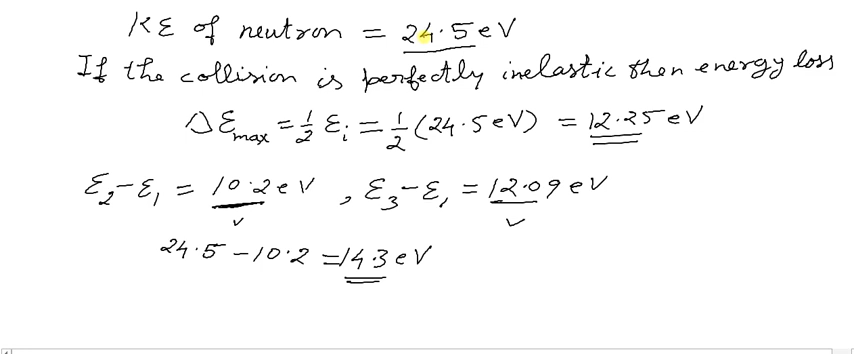 KE of neutron = 24.5 eV
If the collision is perfectly inelastic then energy loss
ΔE_max = 1/2 E_i = 1/2 (24.5 eV) = 12.25 eV
E_2 - E_1 = 10.2 eV , E_3 - E_1 = 12.09 eV
24.5 - 10.2 = 14.3 eV